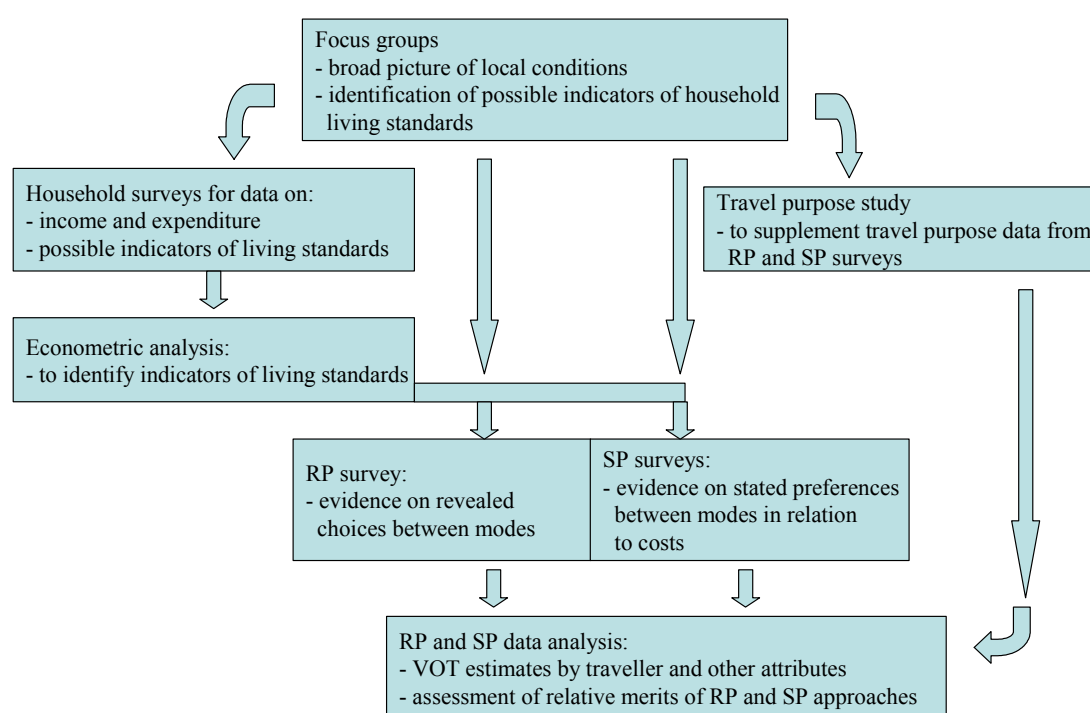 Focus groups
- broad picture of local conditions
- identification of possible indicators of household
living standards
Household surveys for data on:
- income and expenditure
- possible indicators of living standards
Travel purpose study
- to supplement travel purpose data from
RP and SP surveys
Econometric analysis:
- to identify indicators of living standards
RP survey:
- evidence on revealed
choices between modes
SP surveys:
- evidence on stated preferences
between modes in relation
to costs
RP and SP data analysis:
- VOT estimates by traveller and other attributes
- assessment of relative merits of RP and SP approaches